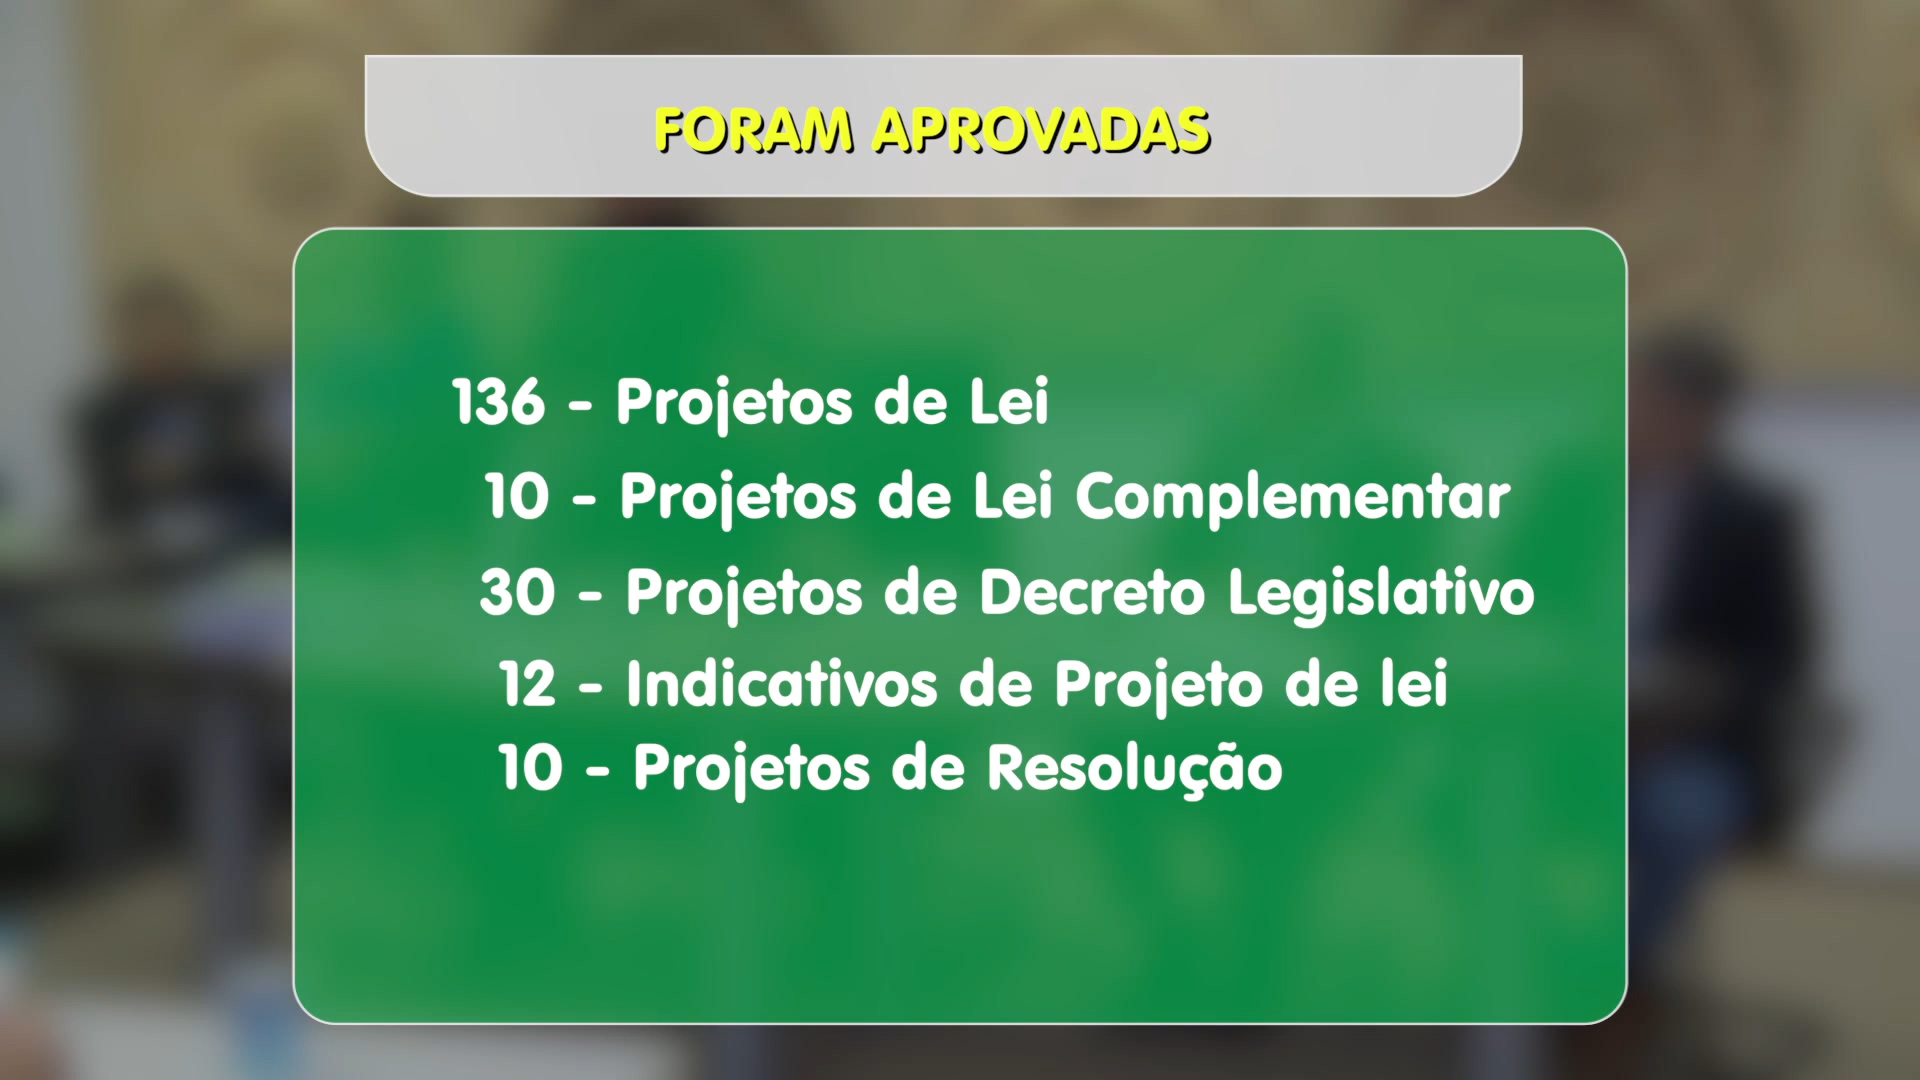 FORAM APROVADAS
136 - Projetos de Lei
10 - Projetos de Lei Complementar
30 - Projetos de Decreto Legislativo
12 - Indicativos de Projeto de lei
10 - Projetos de Resolução